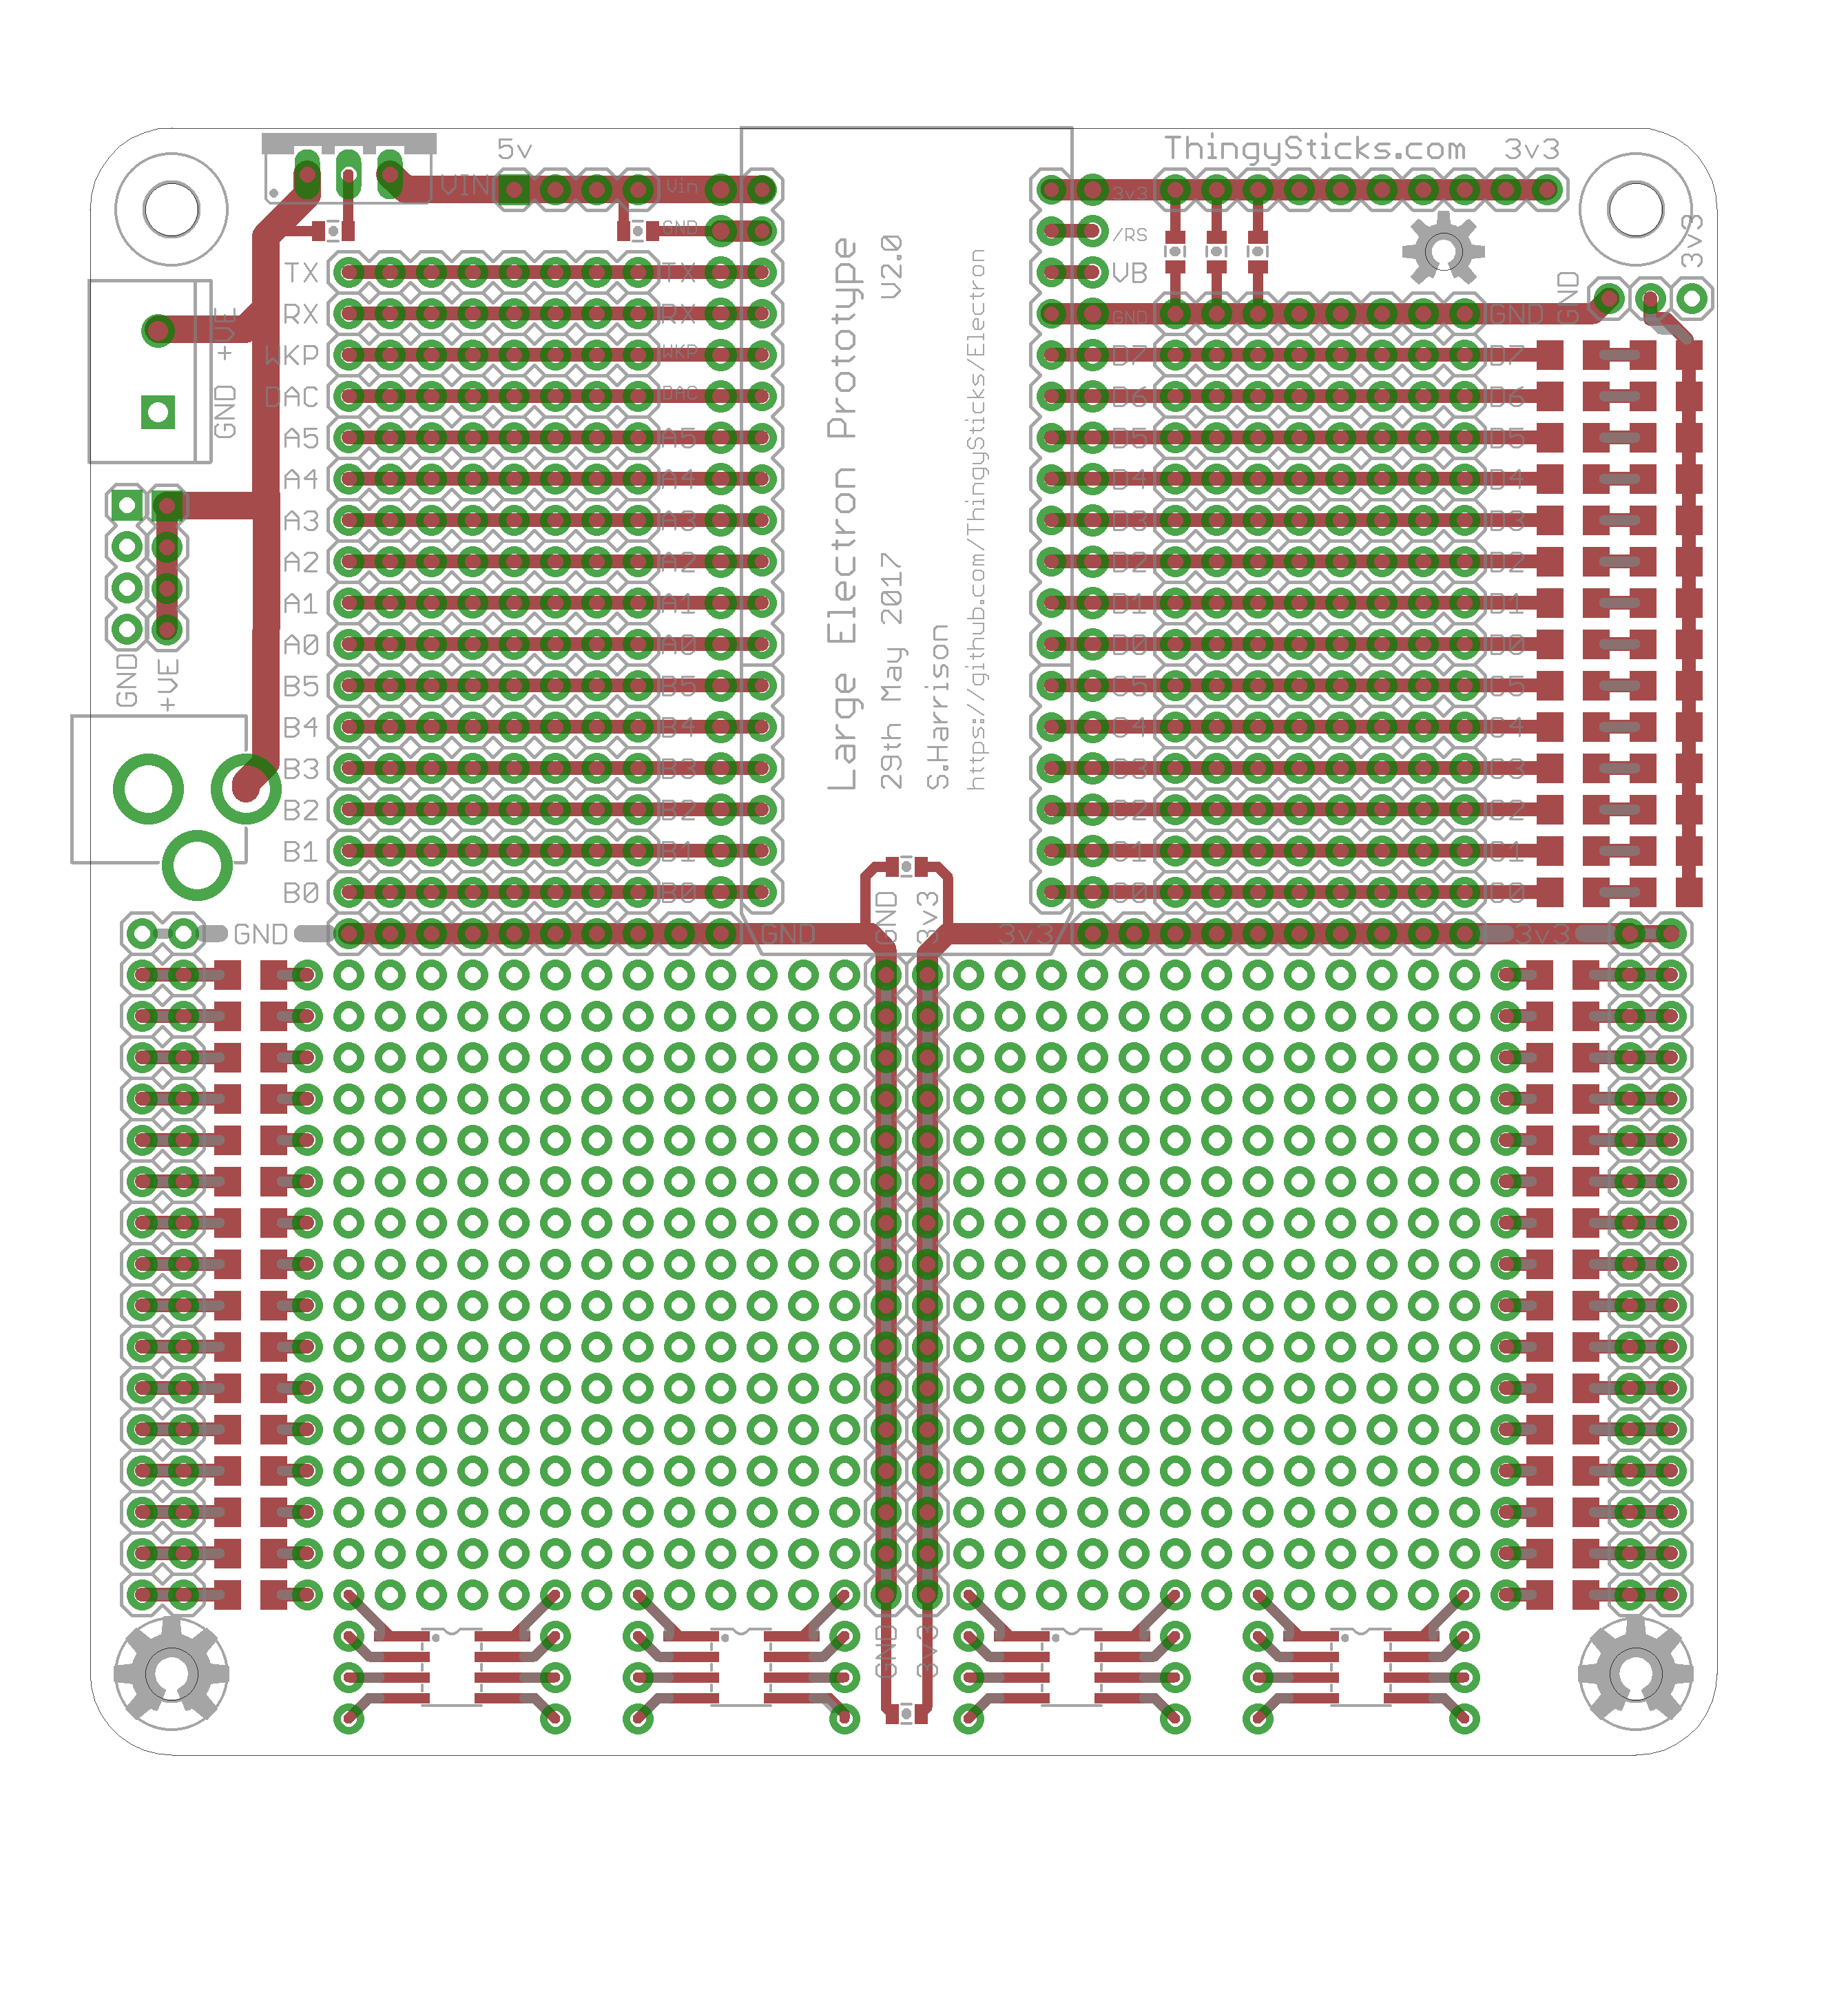 ThingySticks.com
3v3
5v
VIN
Vin
3v3
GND
/RS
TX
TX
VB
RX
RX
GND
GND
GND
3v3
WKP
WKP
D7
D7
DAC
DAC
D6
D6
A5
A5
D5
D5
A4
A4
D4
D4
A3
A3
D3
D3
A2
A2
D2
D2
A1
A1
D1
D1
A0
A0
D0
D0
B5
B5
C5
C5
B4
B4
C4
C4
B3
B3
C3
C3
B2
B2
C2
C2
B1
B1
C1
C1
B0
B0
C0
C0
GND +VE
GND
+VE
Large Electron Prototype
29th May 2017
V2.0
S.Harrison
https://github.com/ThingySticks/Electron
GND
3v3
GND
GND
3v3
3v3
GND
3v3